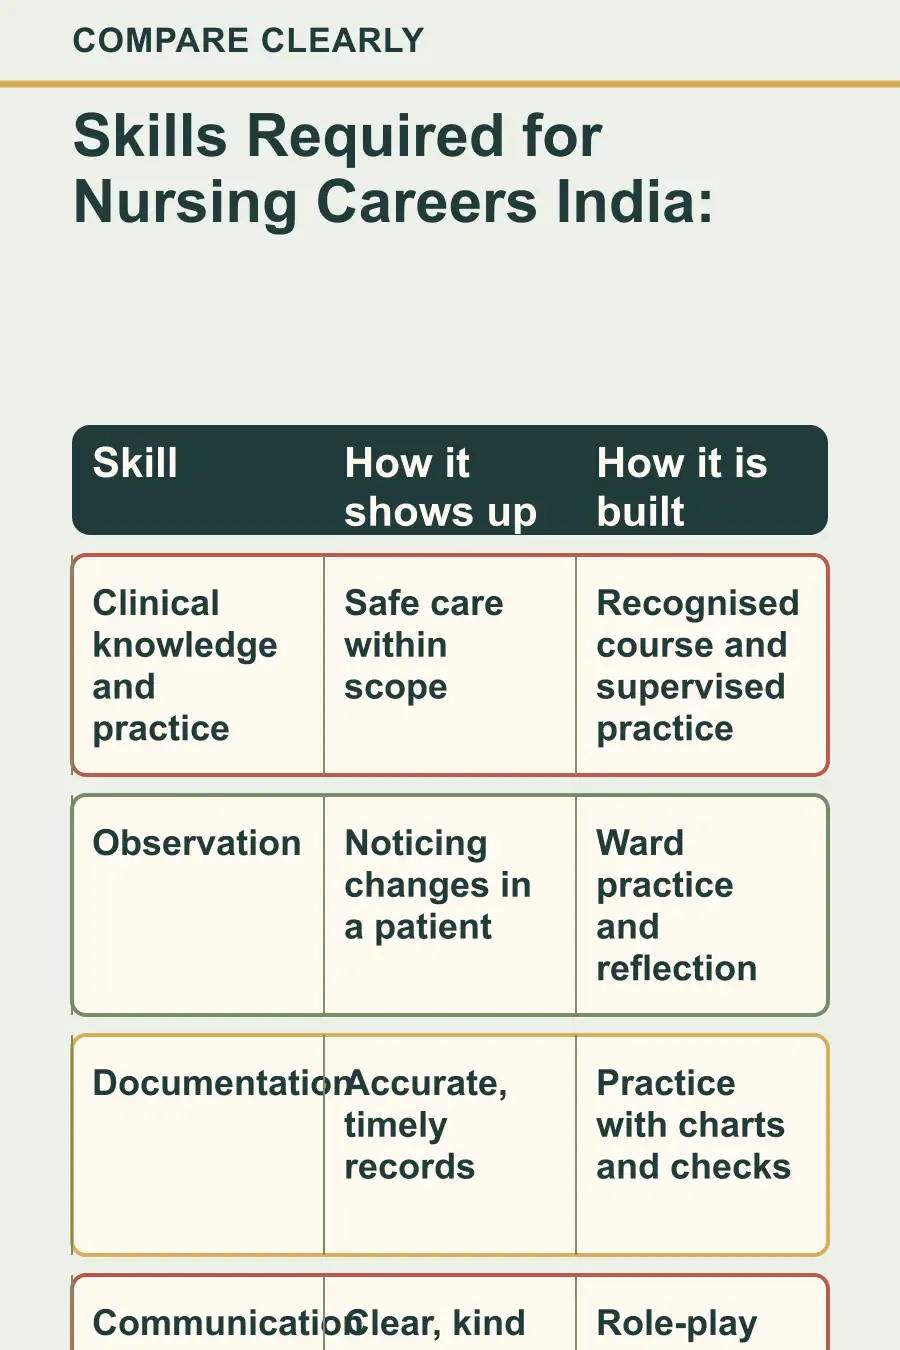 COMPARE CLEARLY
Skills Required for
Nursing Careers India:
Skill
How it
shows up
How it is
built
Clinical
knowledge
and
practice
Safe care
within
scope
Recognised
course and
supervised
practice
Observation
Noticing
changes in
a patient
Ward
practice
and
reflection
Documentation
Accurate,
timely
records
Practice
with charts
and checks
Communication
Clear, kind
Role-play